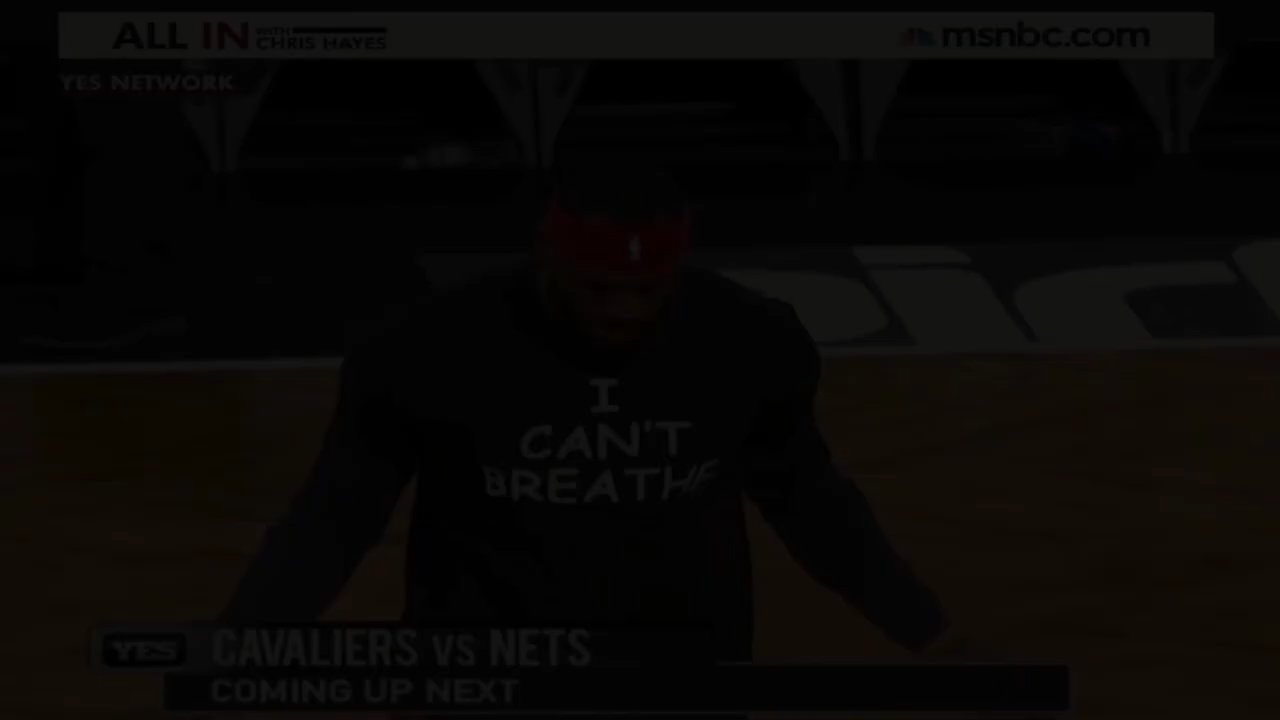 ALL IN WITH CHRIS HAYES
msnbc.com
YES NETWORK
I
CAN'T
BREATHE
YES CAVALIERS VS NETS
COMING UP NEXT